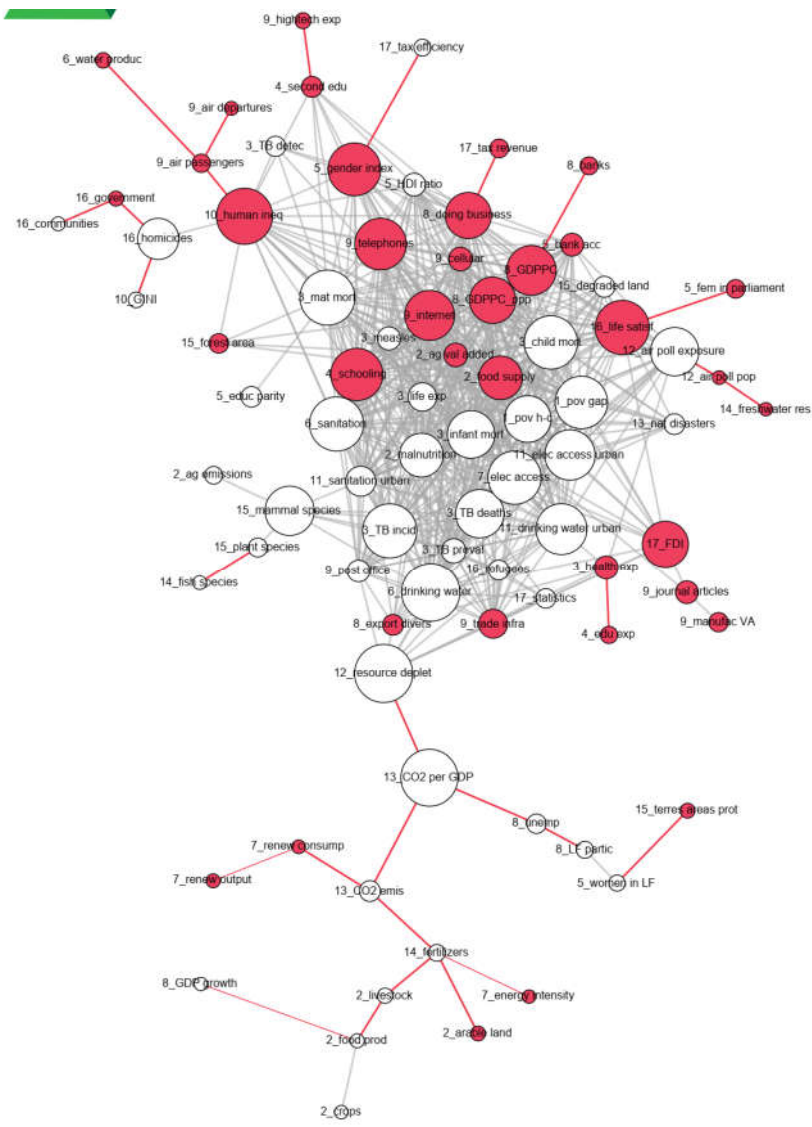 9_hightech exp
17_tax efficiency
6_water produc
4_second edu
9_air departures
3_TB detec
17_tax revenue
9_air passengers
5_gender index
8_banks
5_HDI ratio
16_government
10_human ineq
8_doing business
16_communities
16_homicides
9_telephones
5_bank acc
9_cellular
8_GDPPC
15_degraded land
5_fem in parliament
10_GINI
3_mat mort
8_GDPPC_ppp
9_internet
16_life satisf
3_measles
3_child mort
15_forest area
2_ag val added
12_air poll exposure
4_schooling
2_food supply
12_air poll pop
5_educ parity
3_life exp
1_pov gap
14_freshwater res
6_sanitation
1_pov h-c
13_nat disasters
3_infant mort
2_malnutrition
11_elec access urban
2_ag emissions
11_sanitation urban
7_elec access
15_mammal species
3_TB deaths
3_TB incid
11_drinking water urban
15_plant species
3_TB preval
17_FDI
14_fish species
9_post office
16_refugees
3_health exp
6_drinking water
9_journal articles
17_statistics
8_export divers
9_trade infra
4_edu exp
9_manufac VA
12_resource deplet
13_CO2 per GDP
15_terres areas prot
8_unemp
7_renew consump
8_LF partic
7_renew output
13_CO2 emis
5_women in LF
14_fertilizers
8_GDP growth
2_livestock
7_energy intensity
2_arable land
2_food prod
2_crops